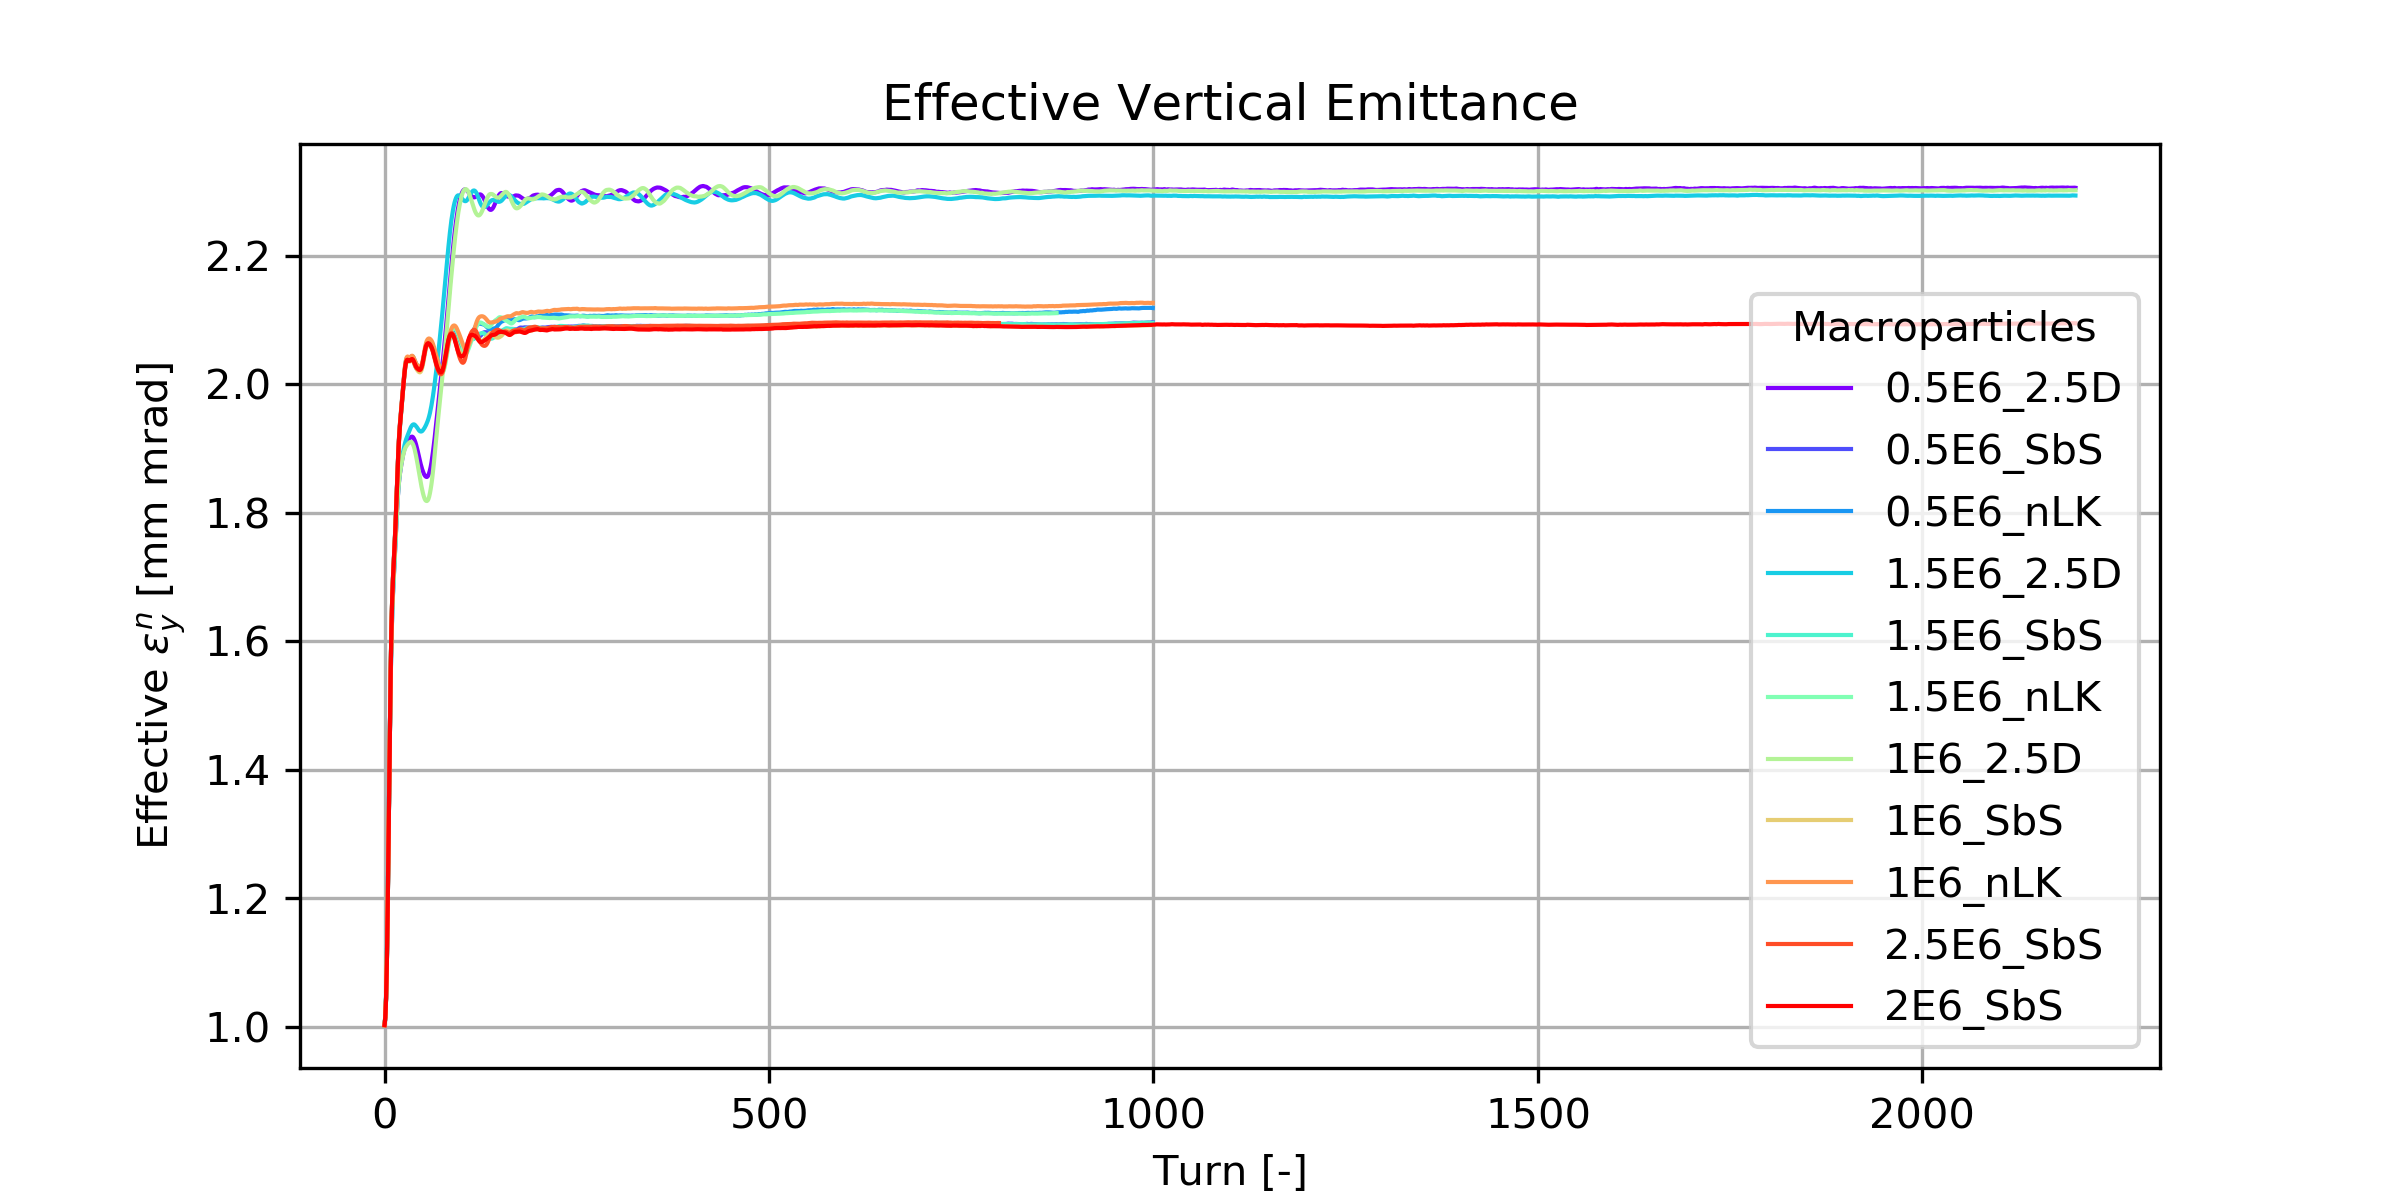 Effective Vertical Emittance
Effective ε_y^n [mm mrad]
2.2
2.0
1.8
1.6
1.4
1.2
1.0
Macroparticles
0.5E6_2.5D
0.5E6_SbS
0.5E6_nLK
1.5E6_2.5D
1.5E6_SbS
1.5E6_nLK
1E6_2.5D
1E6_SbS
1E6_nLK
2.5E6_SbS
2E6_SbS
0 500 1000 1500 2000
Turn [-]